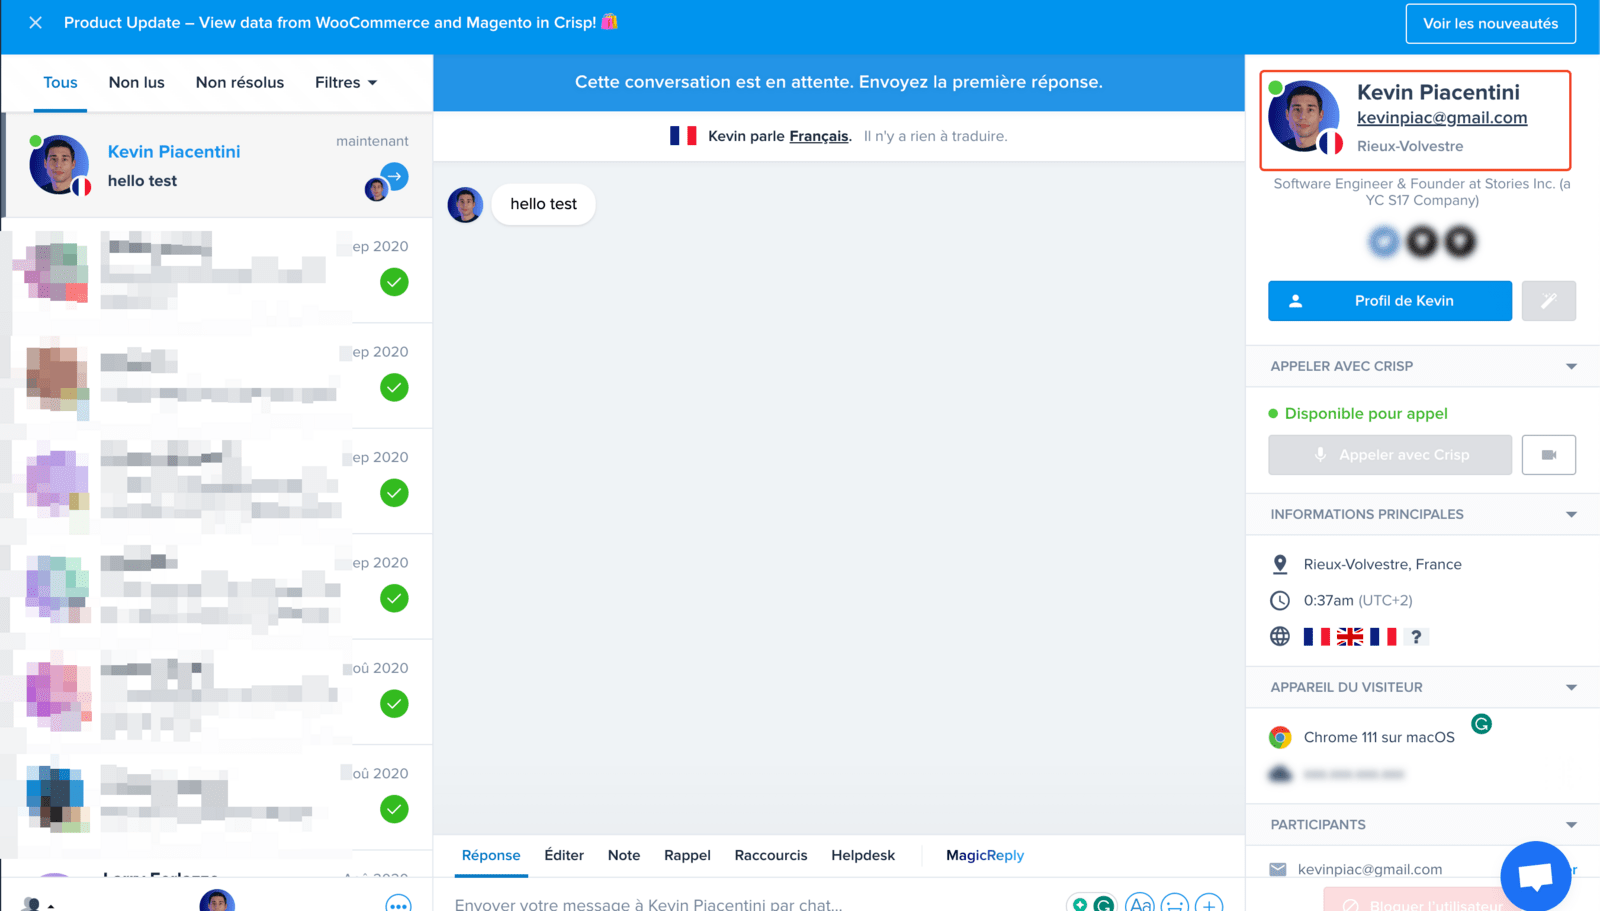 Product Update – View data from WooCommerce and Magento in Crisp! 🛍️
Voir les nouveautés
Tous Non lus Non résolus Filtres
Kevin Piacentini
maintenant
hello test
ep 2020
ep 2020
ep 2020
ep 2020
oû 2020
oû 2020
Cette conversation est en attente. Envoyez la première réponse.
Kevin parle Français. Il n'y a rien à traduire.
hello test
Réponse Éditer Note Rappel Raccourcis Helpdesk MagicReply
Envoyer votre message à Kevin Piacentini par chat...
Aa
Kevin Piacentini
kevinpiac@gmail.com
Rieux-Volvestre
Software Engineer & Founder at Stories Inc. (a
YC S17 Company)
Profil de Kevin
APPELER AVEC CRISP
Disponible pour appel
Appeler avec Crisp
INFORMATIONS PRINCIPALES
Rieux-Volvestre, France
0:37am (UTC+2)
?
APPAREIL DU VISITEUR
Chrome 111 sur macOS
PARTICIPANTS
kevinpiac@gmail.com
Bloquer l'utilisateur